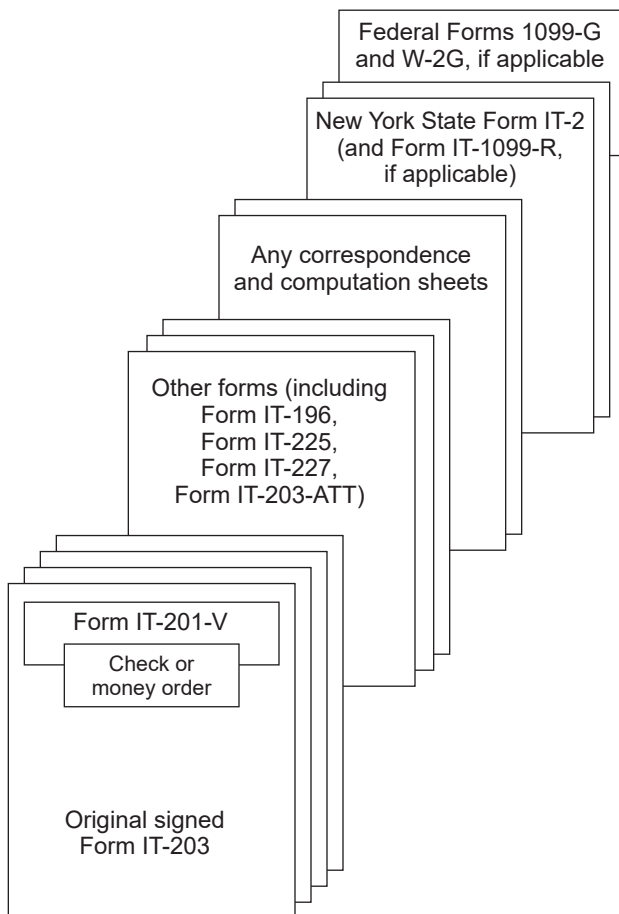 Federal Forms 1099-G
and W-2G, if applicable
New York State Form IT-2
(and Form IT-1099-R,
if applicable)
Any correspondence
and computation sheets
Other forms (including
Form IT-196,
Form IT-225,
Form IT-227,
Form IT-203-ATT)
Form IT-201-V
Check or
money order
Original signed
Form IT-203